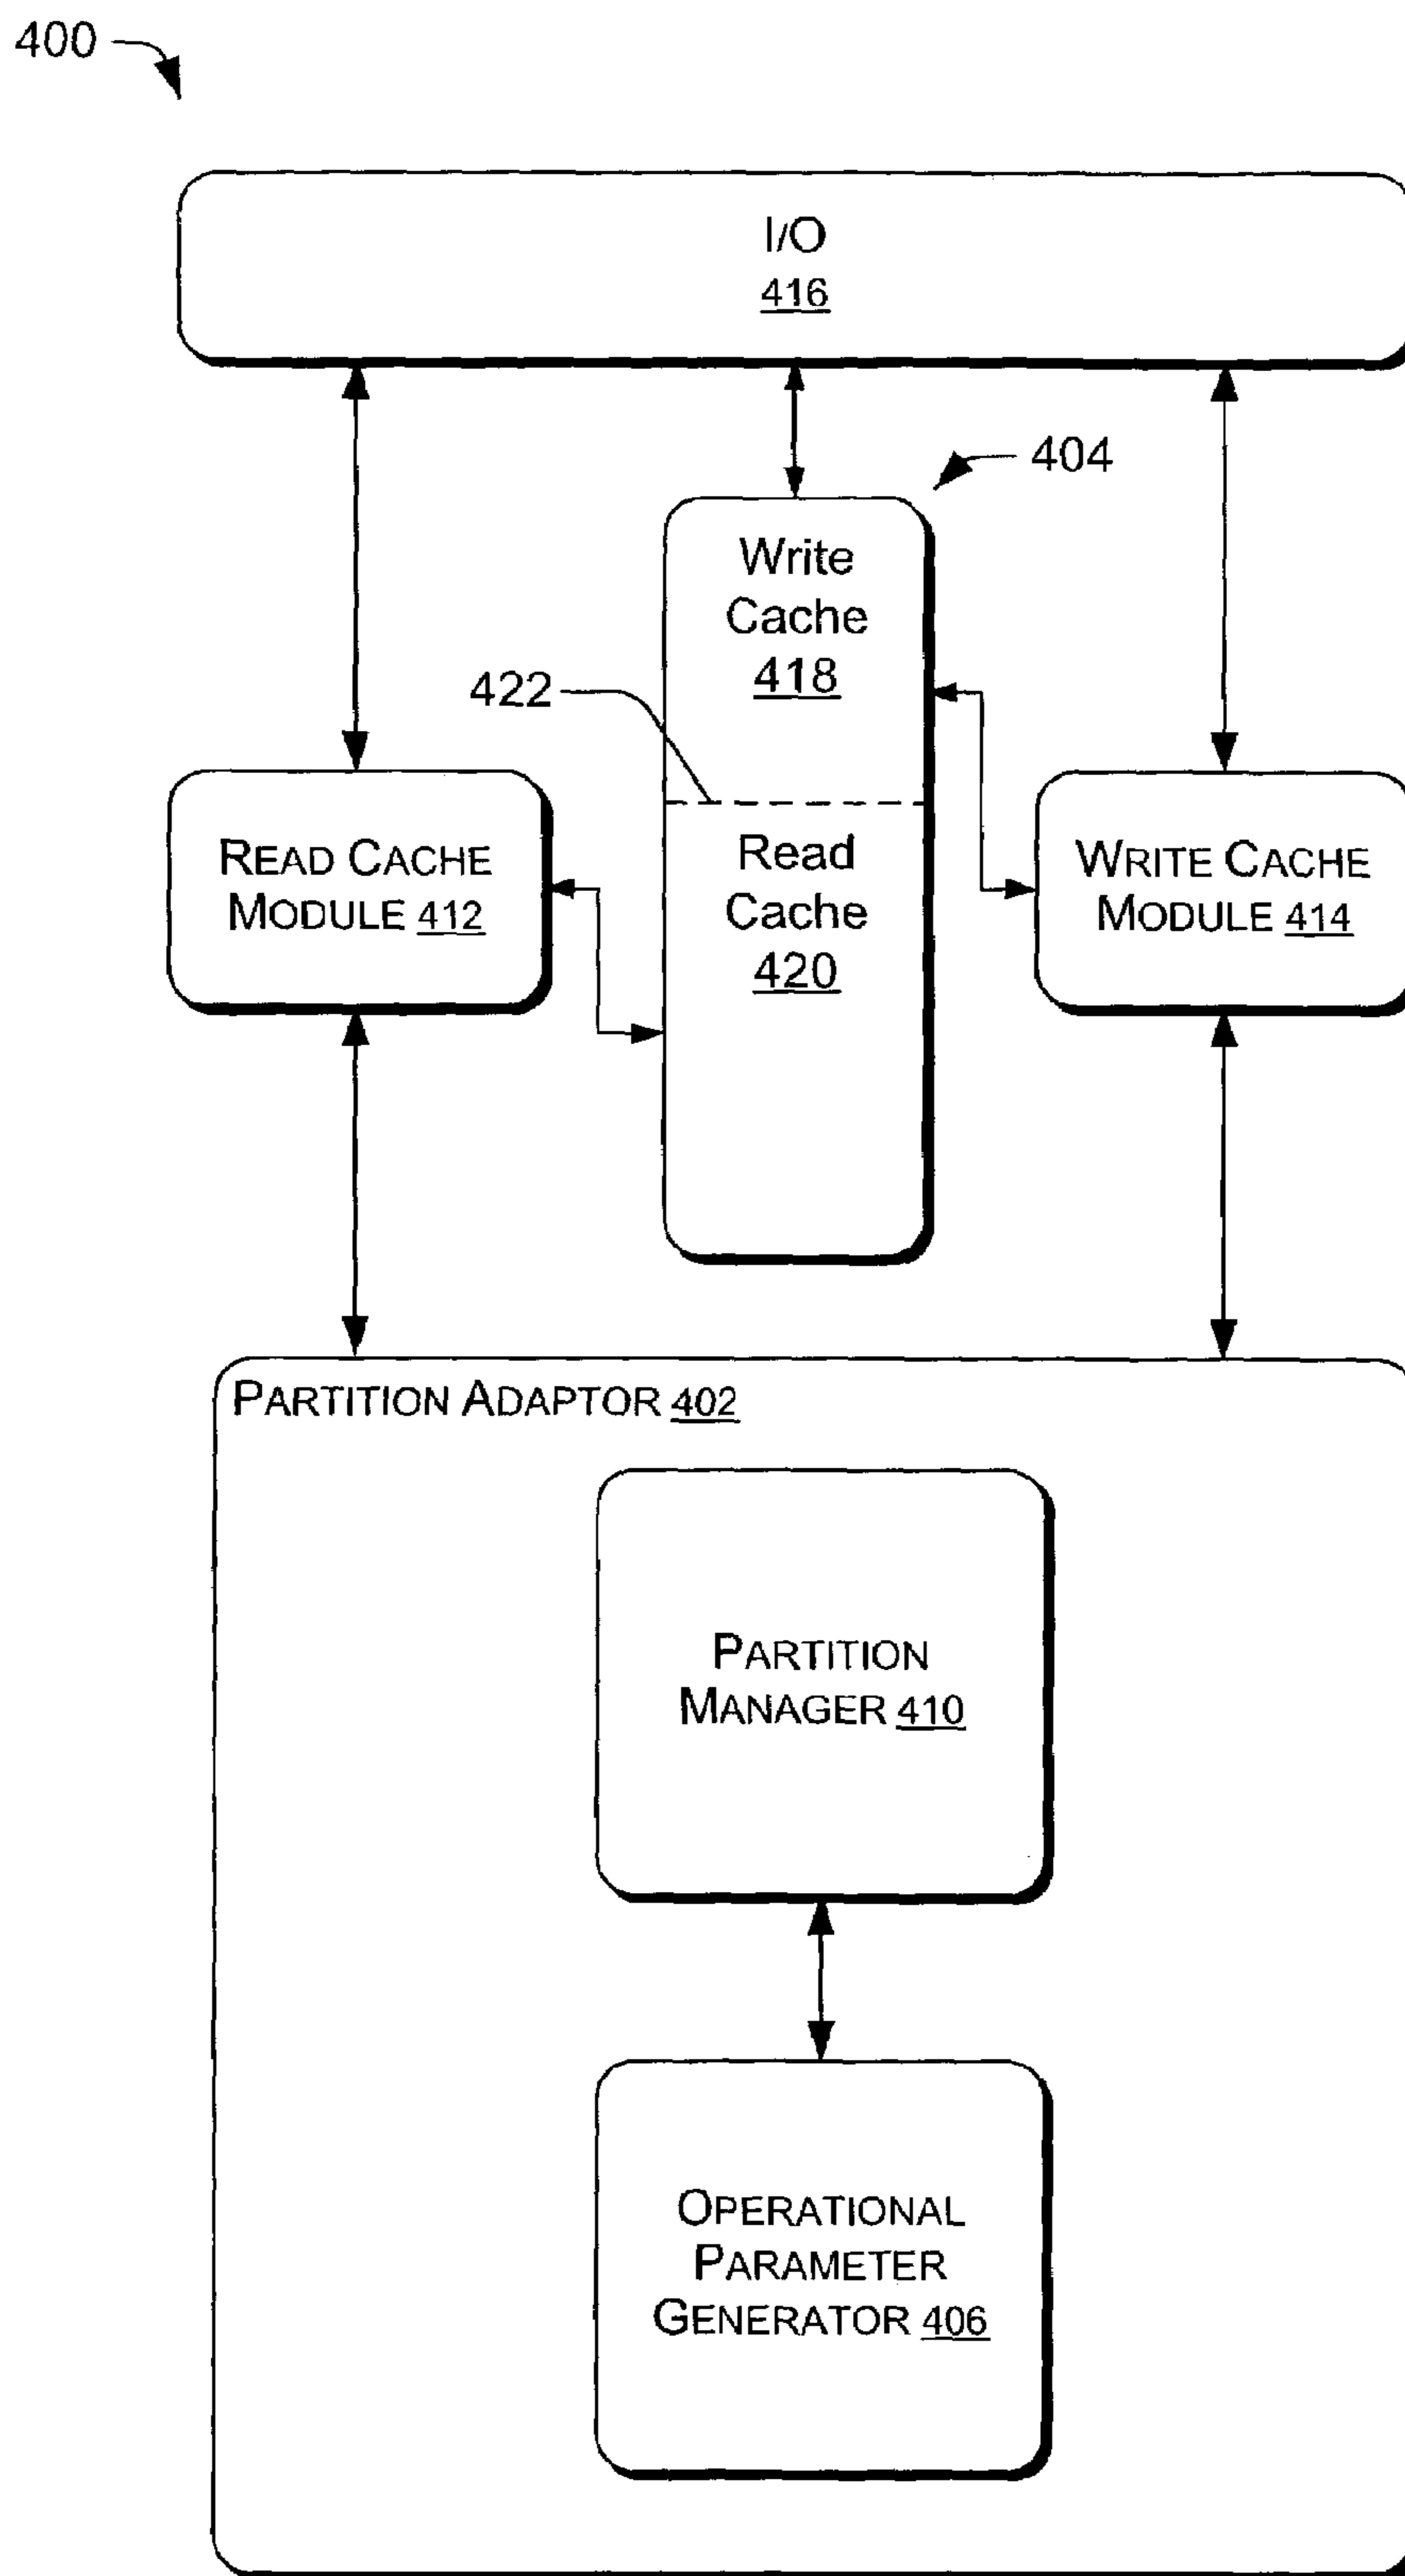 400
I/O
416
404
Write
Cache
418
422
Read
Cache
420
READ CACHE
MODULE 412
WRITE CACHE
MODULE 414
PARTITION ADAPTOR 402
PARTITION
MANAGER 410
OPERATIONAL
PARAMETER
GENERATOR 406